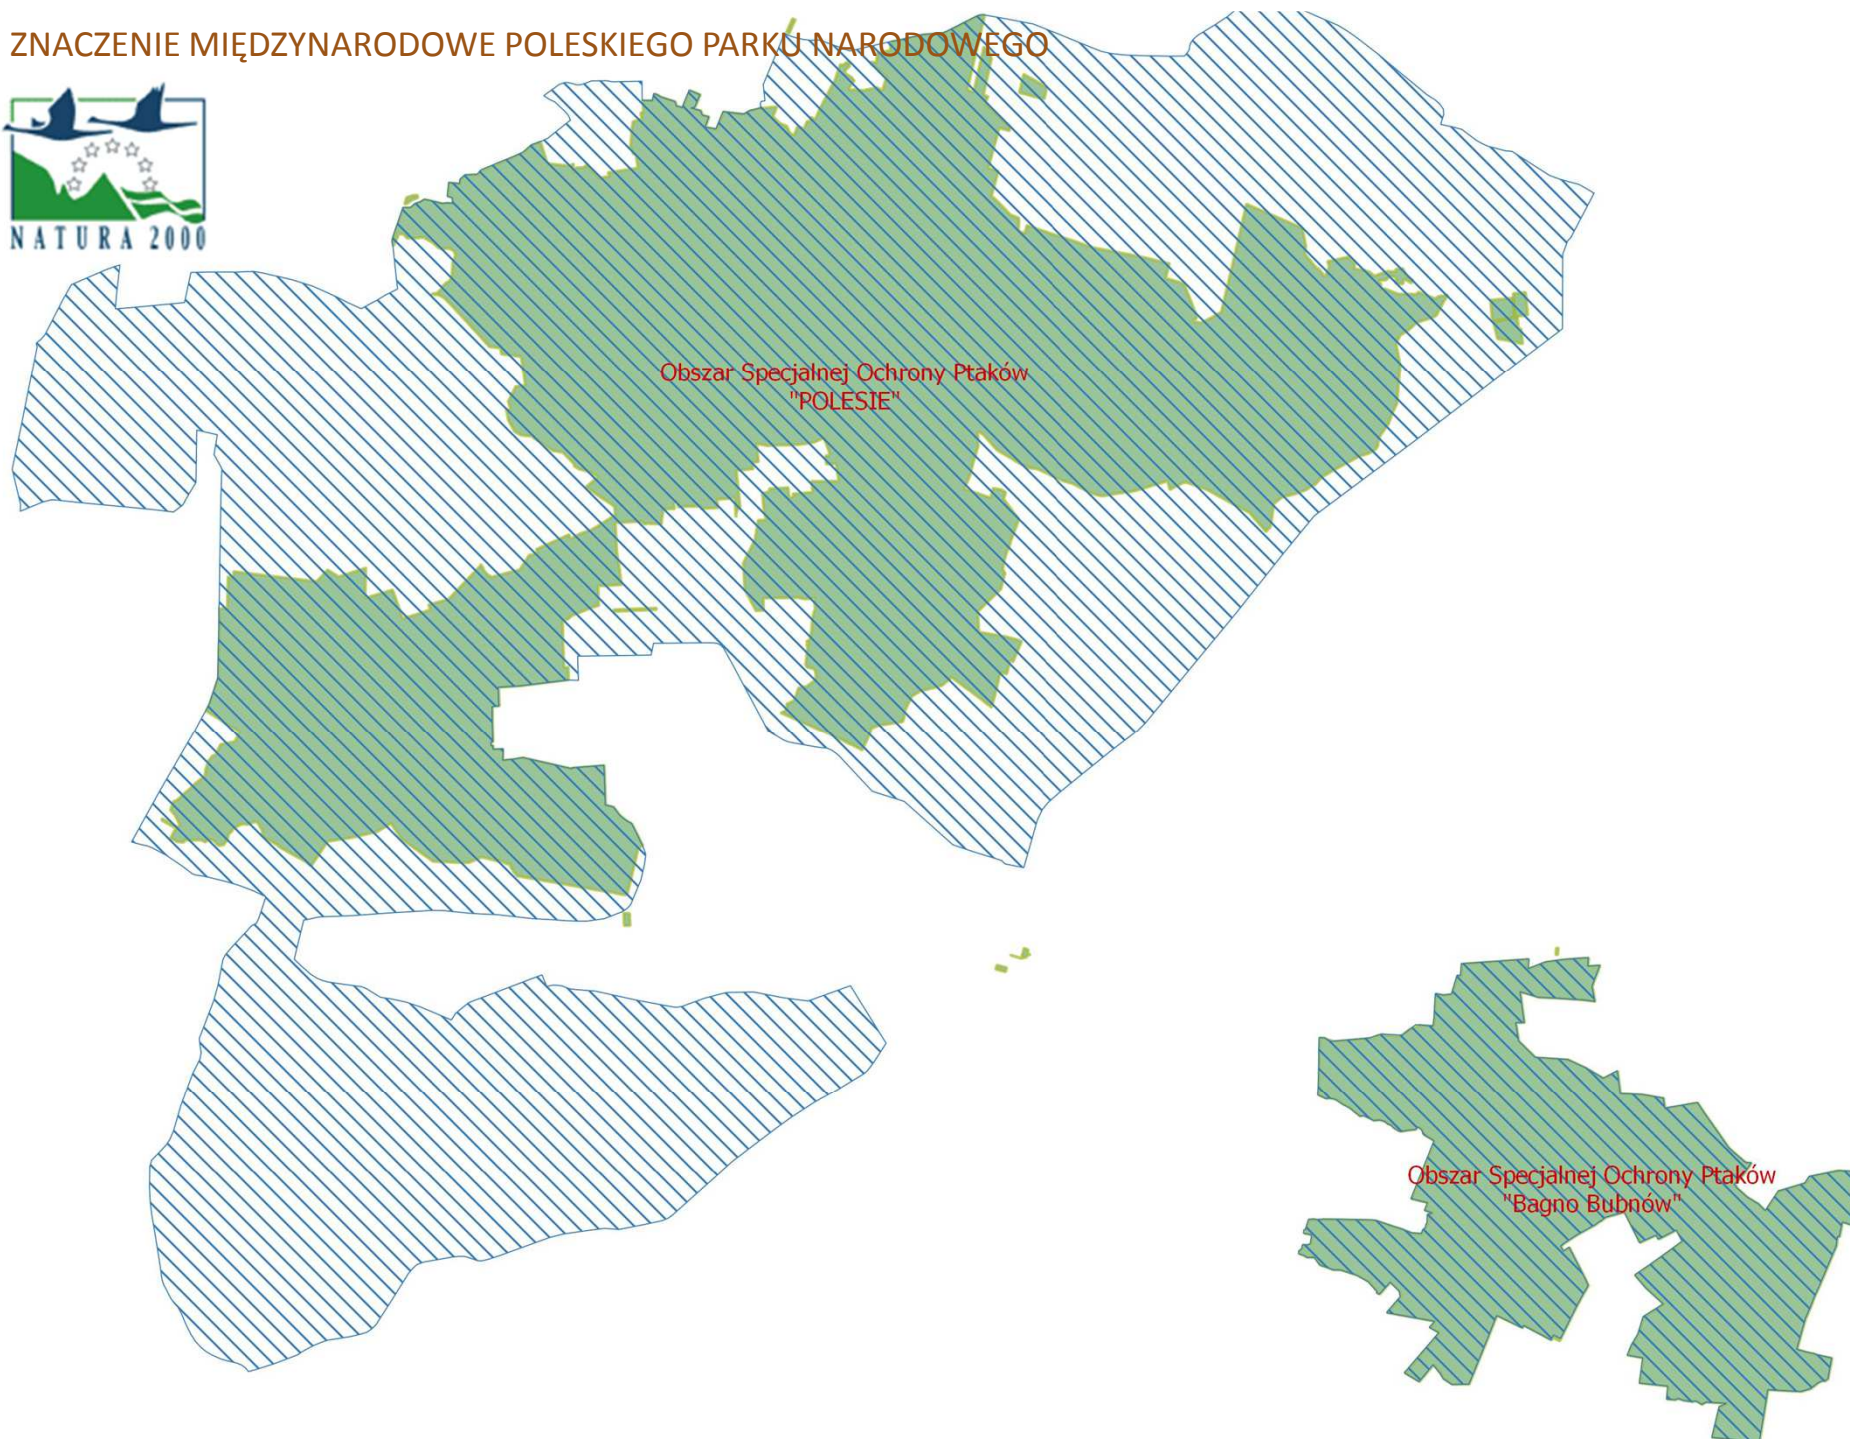 ZNACZENIE MIĘDZYNARODOWE POLESKIEGO PARKU NARODOWEGO
NATURA 2000
Obszar Specjalnej Ochrony Ptaków
"POLESIE"
Obszar Specjalnej Ochrony Ptaków
"Bagno Bubnów"